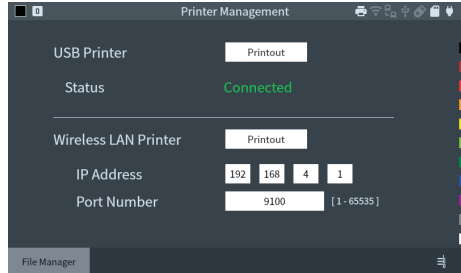 0 Printer Management
USB Printer Printout
Status Connected
Wireless LAN Printer Printout
IP Address 192 168 4 1
Port Number 9100 [ 1 - 65535 ]
File Manager